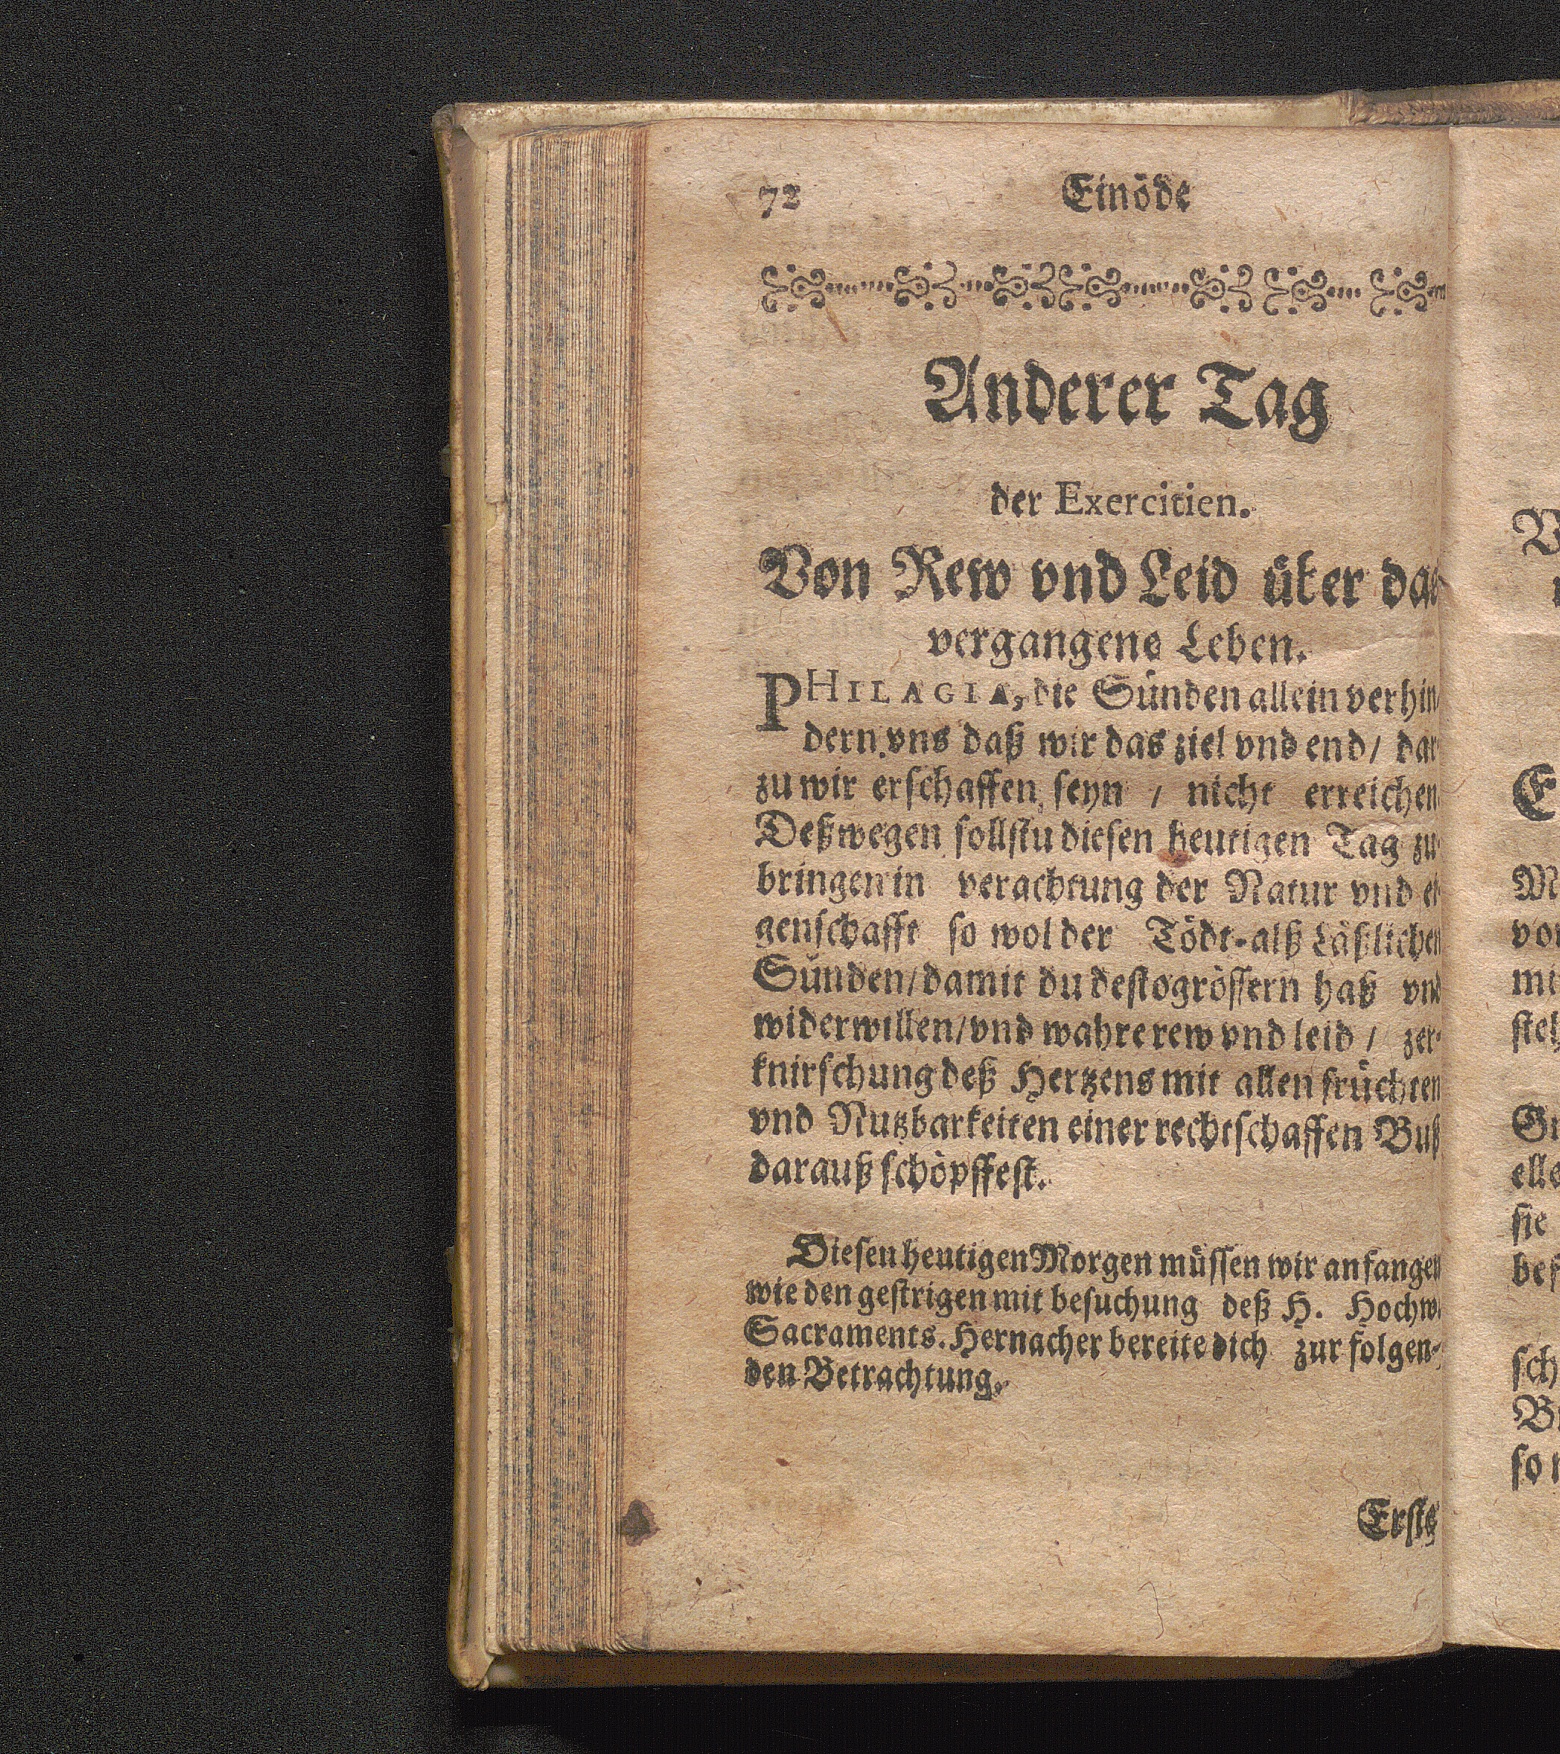 72 Einöde
Anderer Tag
der Exercitien.
Von Rew vnd Leid über das
vergangene Leben.
PHILAGIA, die Sünden allein verhin
dern vns daß wir das ziel vnd end / dar
zu wir erschaffen seyn / nicht erreichen
Deßwegen sollstu diesen heutigen Tag zu
bringen in verachtung der Natur vnd ei
genschafft so wol der Tödt-alß Läßlichen
Sünden / damit du destogrössern haß vnd
widerwillen / vnd wahre rew vnd leid / zer-
knirschung deß Hertzens mit allen früchten
vnd Nutzbarkeiten einer rechtschaffen Buß
darauß schöpffest.
Diesen heutigen Morgen müssen wir anfangen
wie den gestrigen mit besuchung deß H. Hochw.
Sacraments. Hernacher bereite dich zur folgen-
den Betrachtung.
Erste